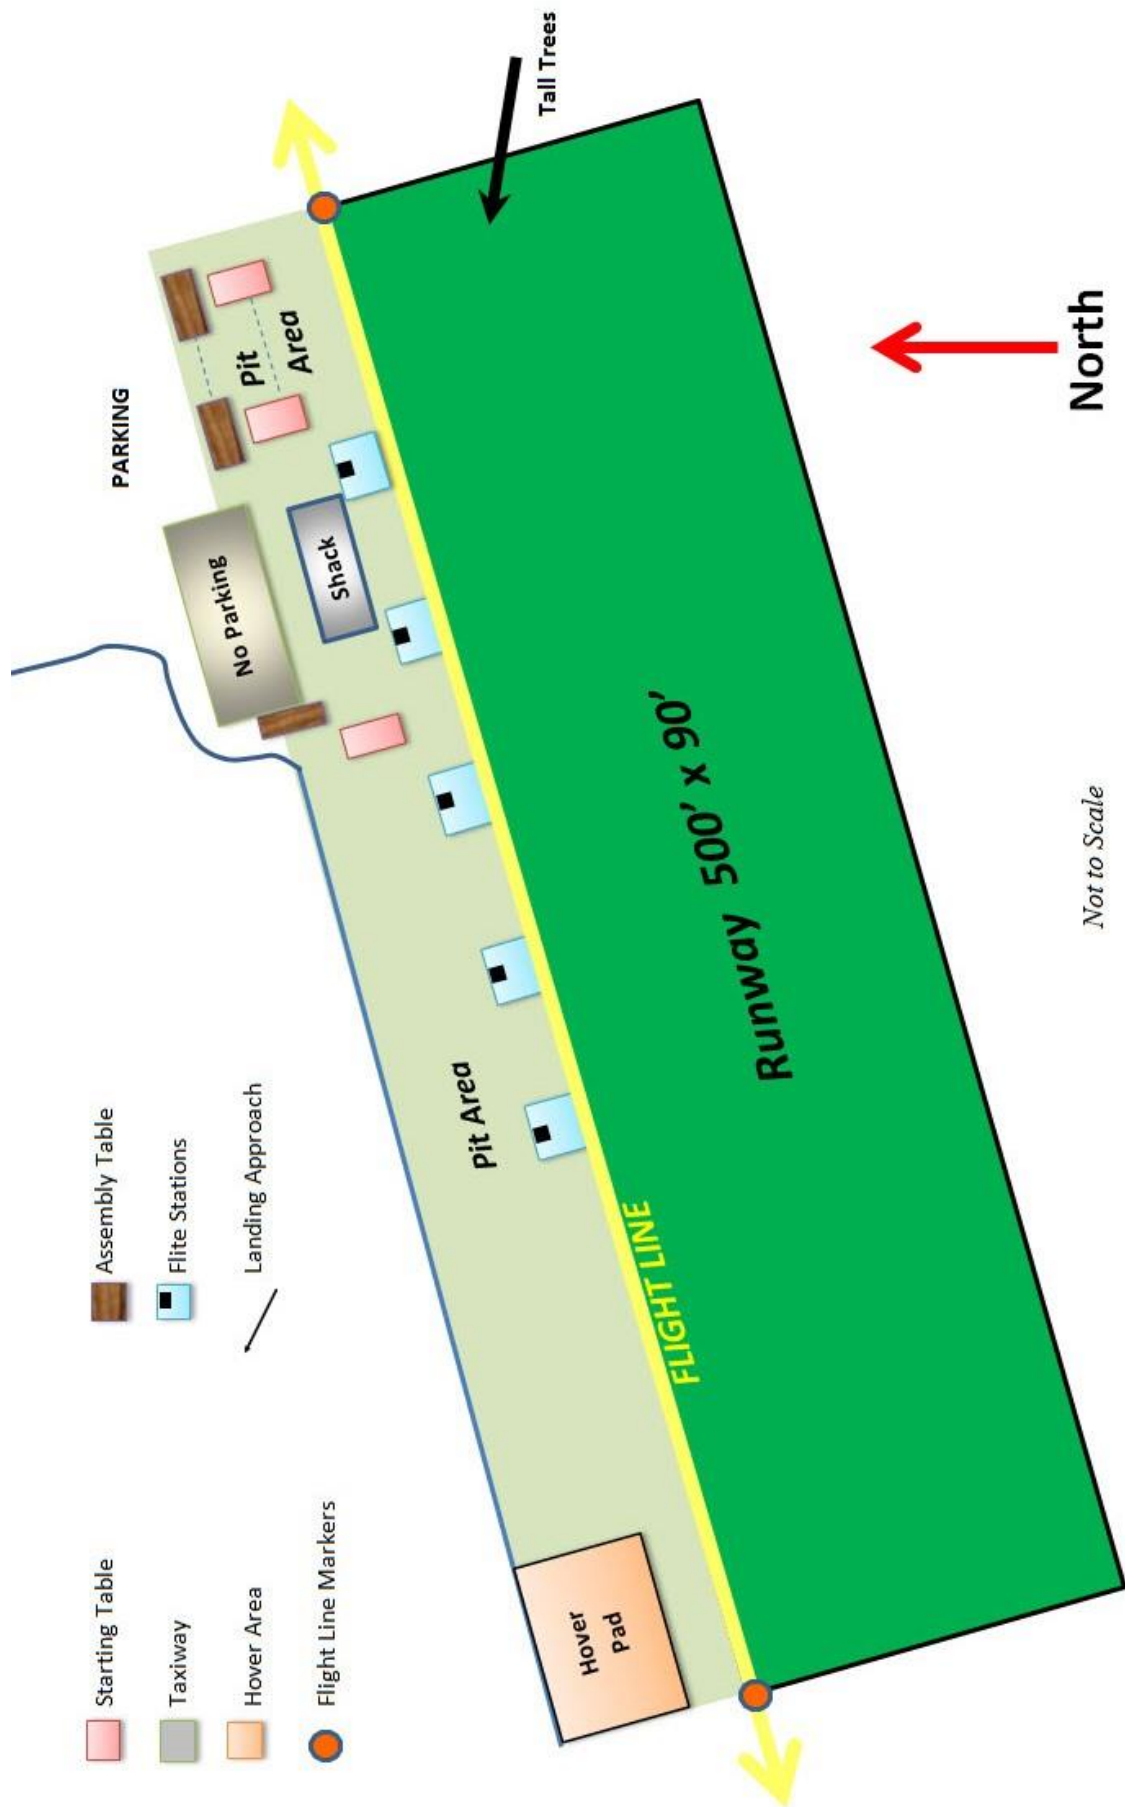 Starting Table
Taxiway
Hover Area
Flight Line Markers
Assembly Table
Flite Stations
Landing Approach
PARKING
No Parking
Shack
Pit
Area
Tall Trees
Pit Area
Hover
Pad
FLIGHT LINE
Runway 500’ x 90’
Not to Scale
North